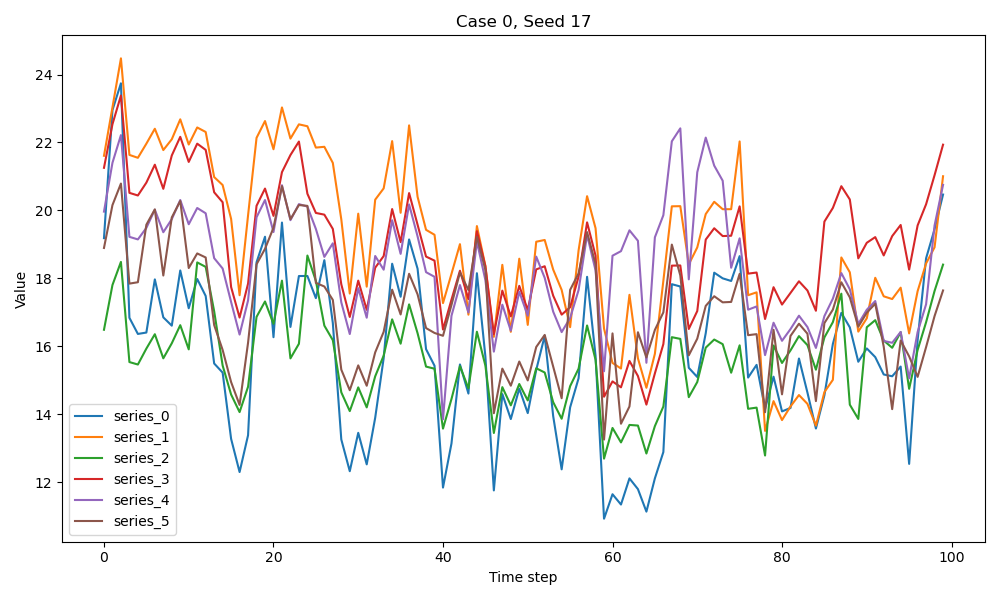 Case 0, Seed 17
Value
24
22
20
18
16
14
12
series_0
series_1
series_2
series_3
series_4
series_5
0
20
40
60
80
100
Time step